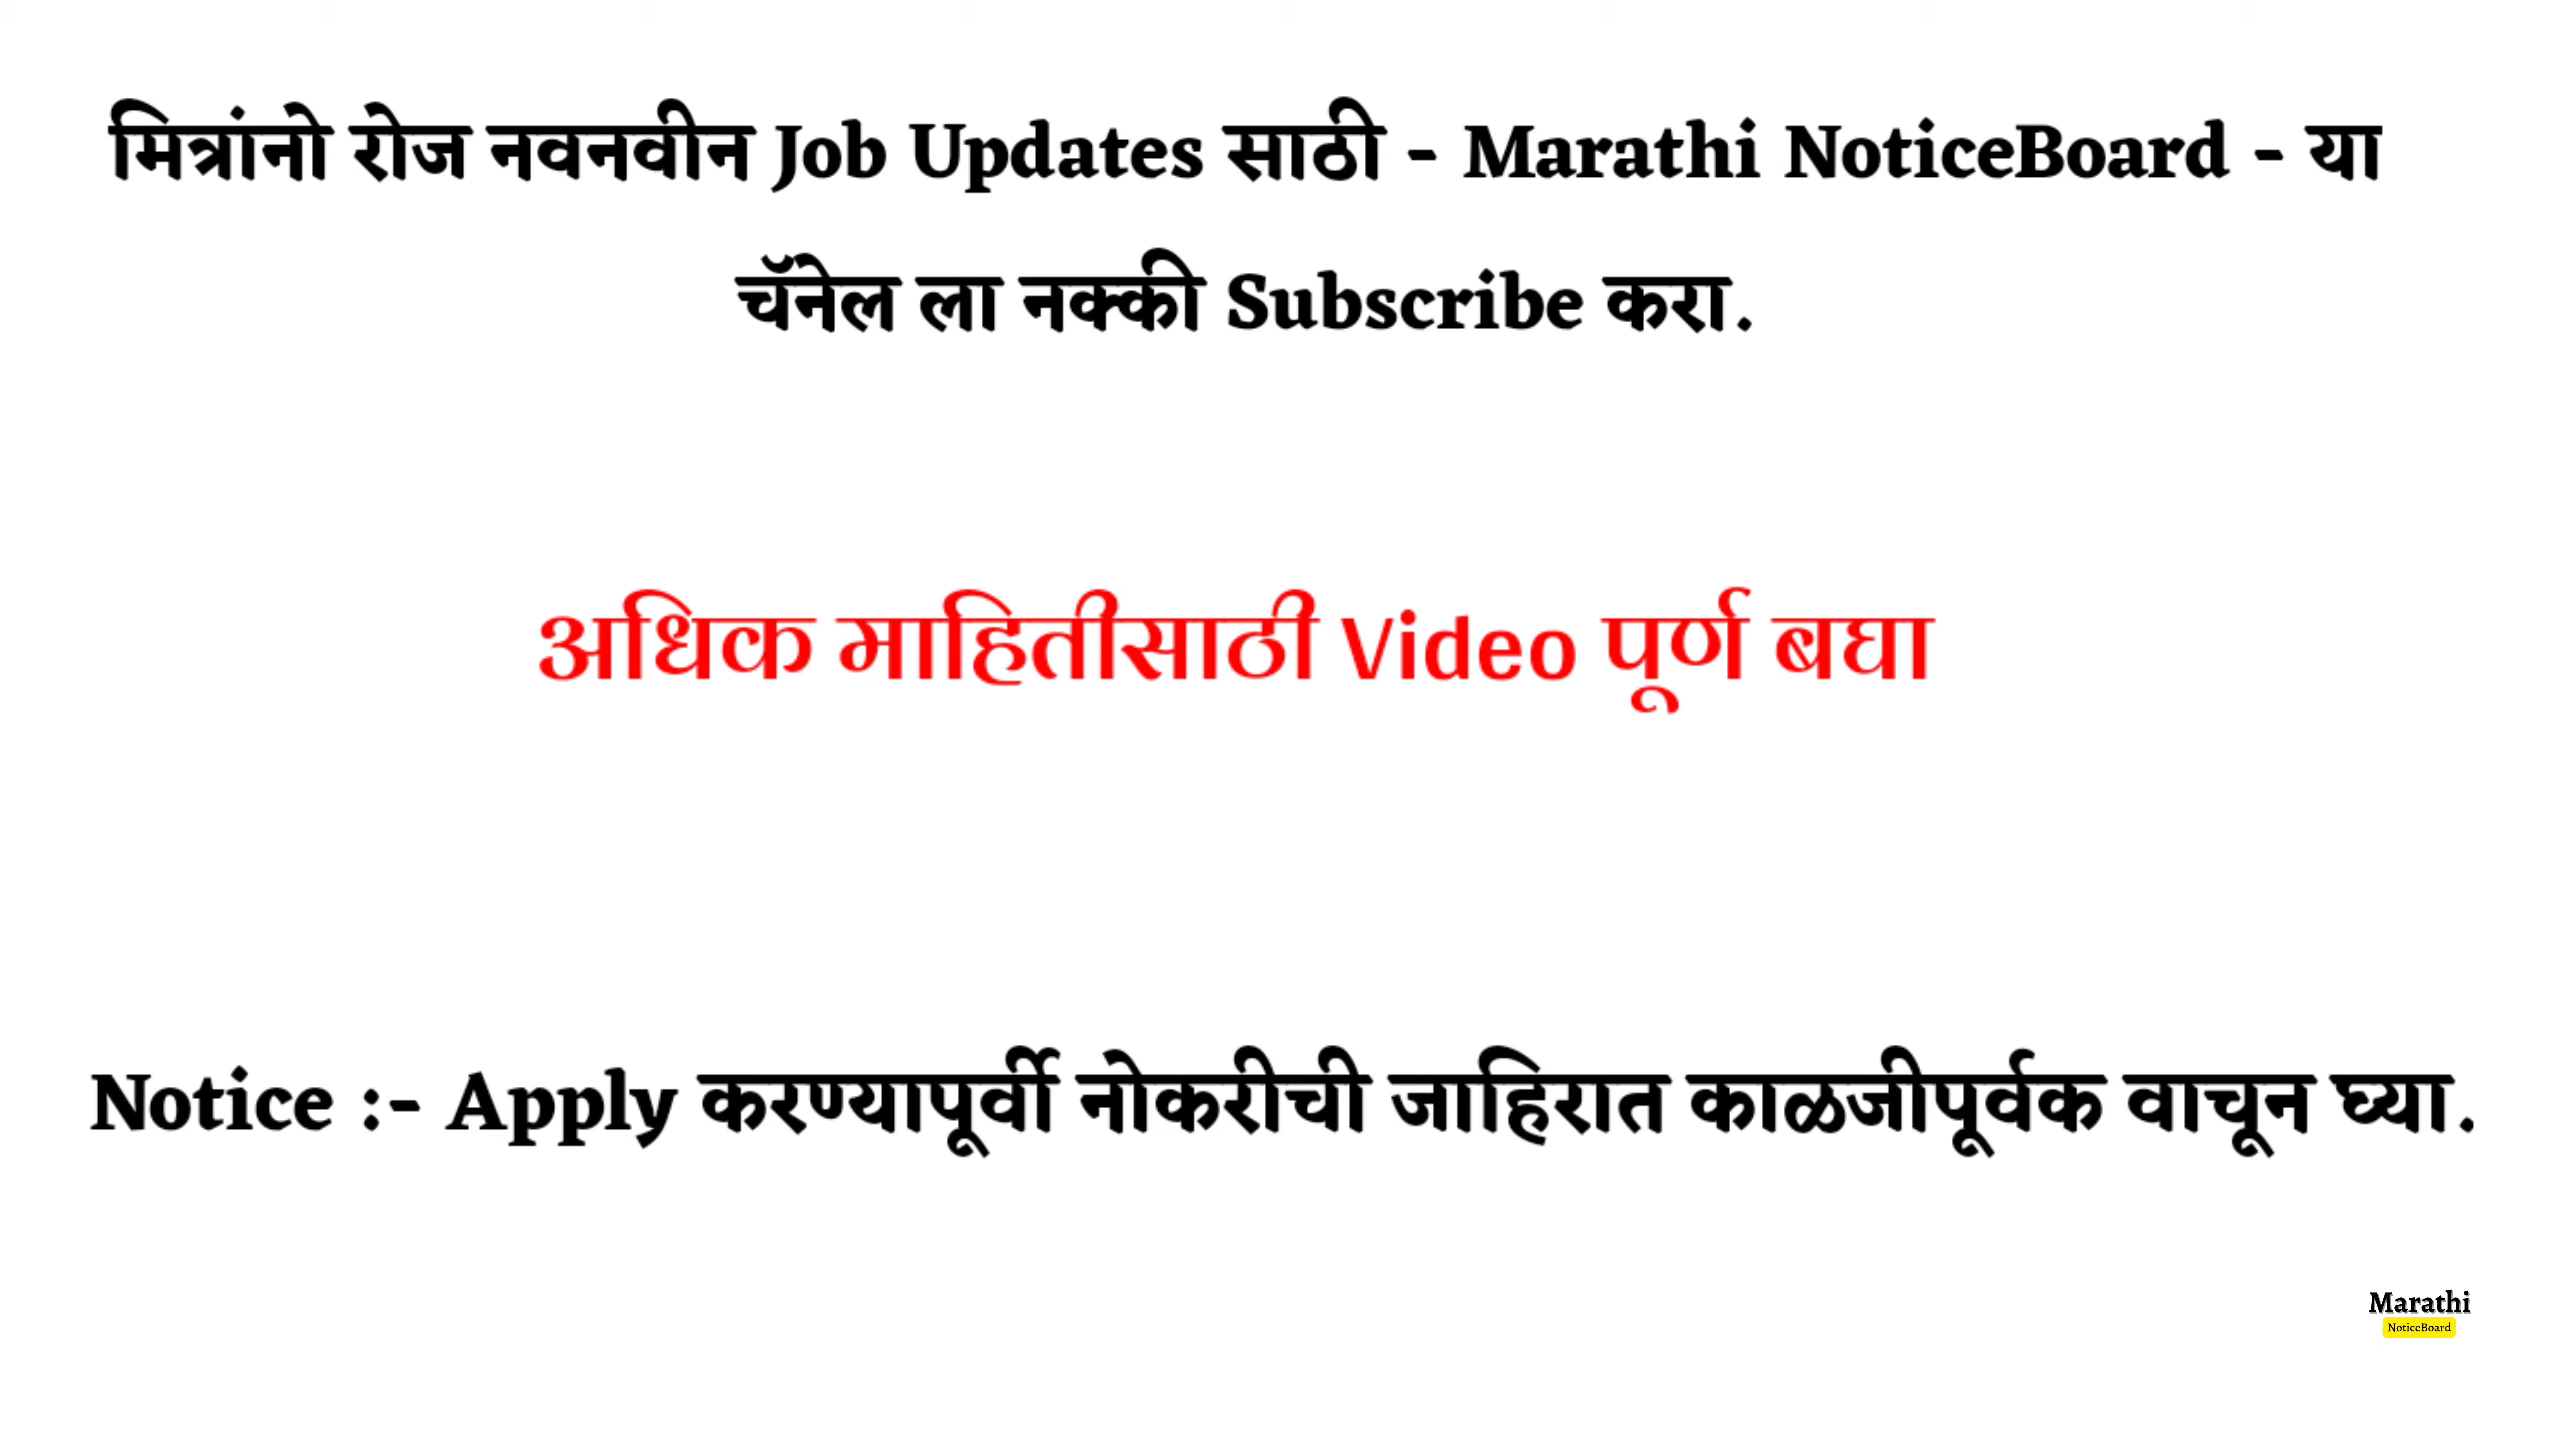 मित्रांनो रोज नवनवीन Job Updates साठी - Marathi NoticeBoard - या
चॅनेल ला नक्की Subscribe करा.
अधिक माहितीसाठी Video पूर्ण बघा
Notice :- Apply करण्यापूर्वी नोकरीची जाहिरात काळजीपूर्वक वाचून घ्या.
Marathi
NoticeBoard